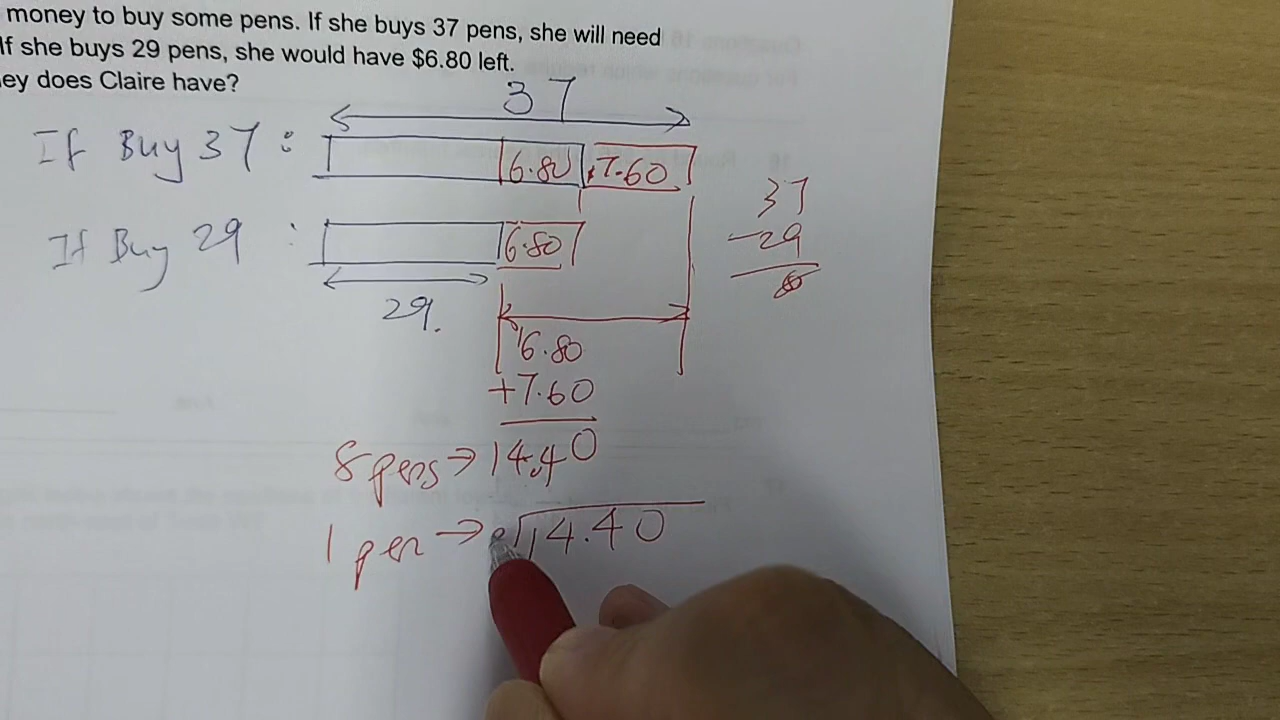 money to buy some pens. If she buys 37 pens, she will need
If she buys 29 pens, she would have $6.80 left.
ey does Claire have?
37
If Buy 37 : 6.80 7.60
If Buy 29 : 6.80
29.
37
-29
8
6.80
+7.60
8 pens → 14.40
1 pen → 8 14.40